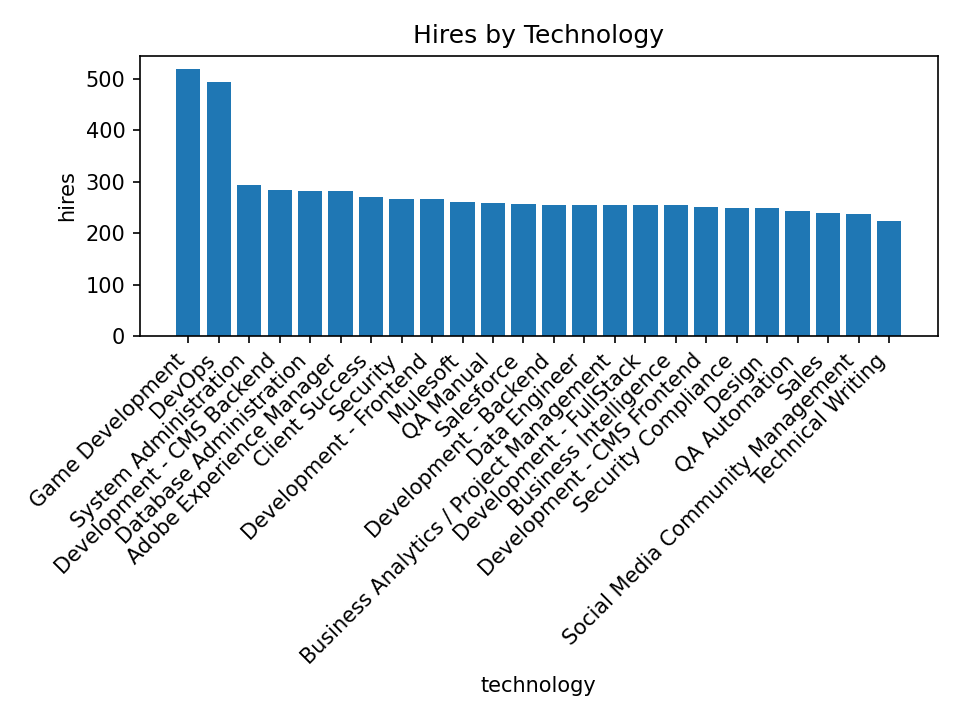 Hires by Technology
hires
500
400
300
200
100
0
Game Development
DevOps
System Administration
Development - CMS Backend
Database Administration
Adobe Experience Manager
Client Success
Security
Development - Frontend
Mulesoft
QA Manual
Salesforce
Development - Backend
Data Engineer
Business Analytics / Project Management
Development - FullStack
Business Intelligence
Development - CMS Frontend
Security Compliance
Design
QA Automation
Sales
Social Media Community Management
Technical Writing
technology